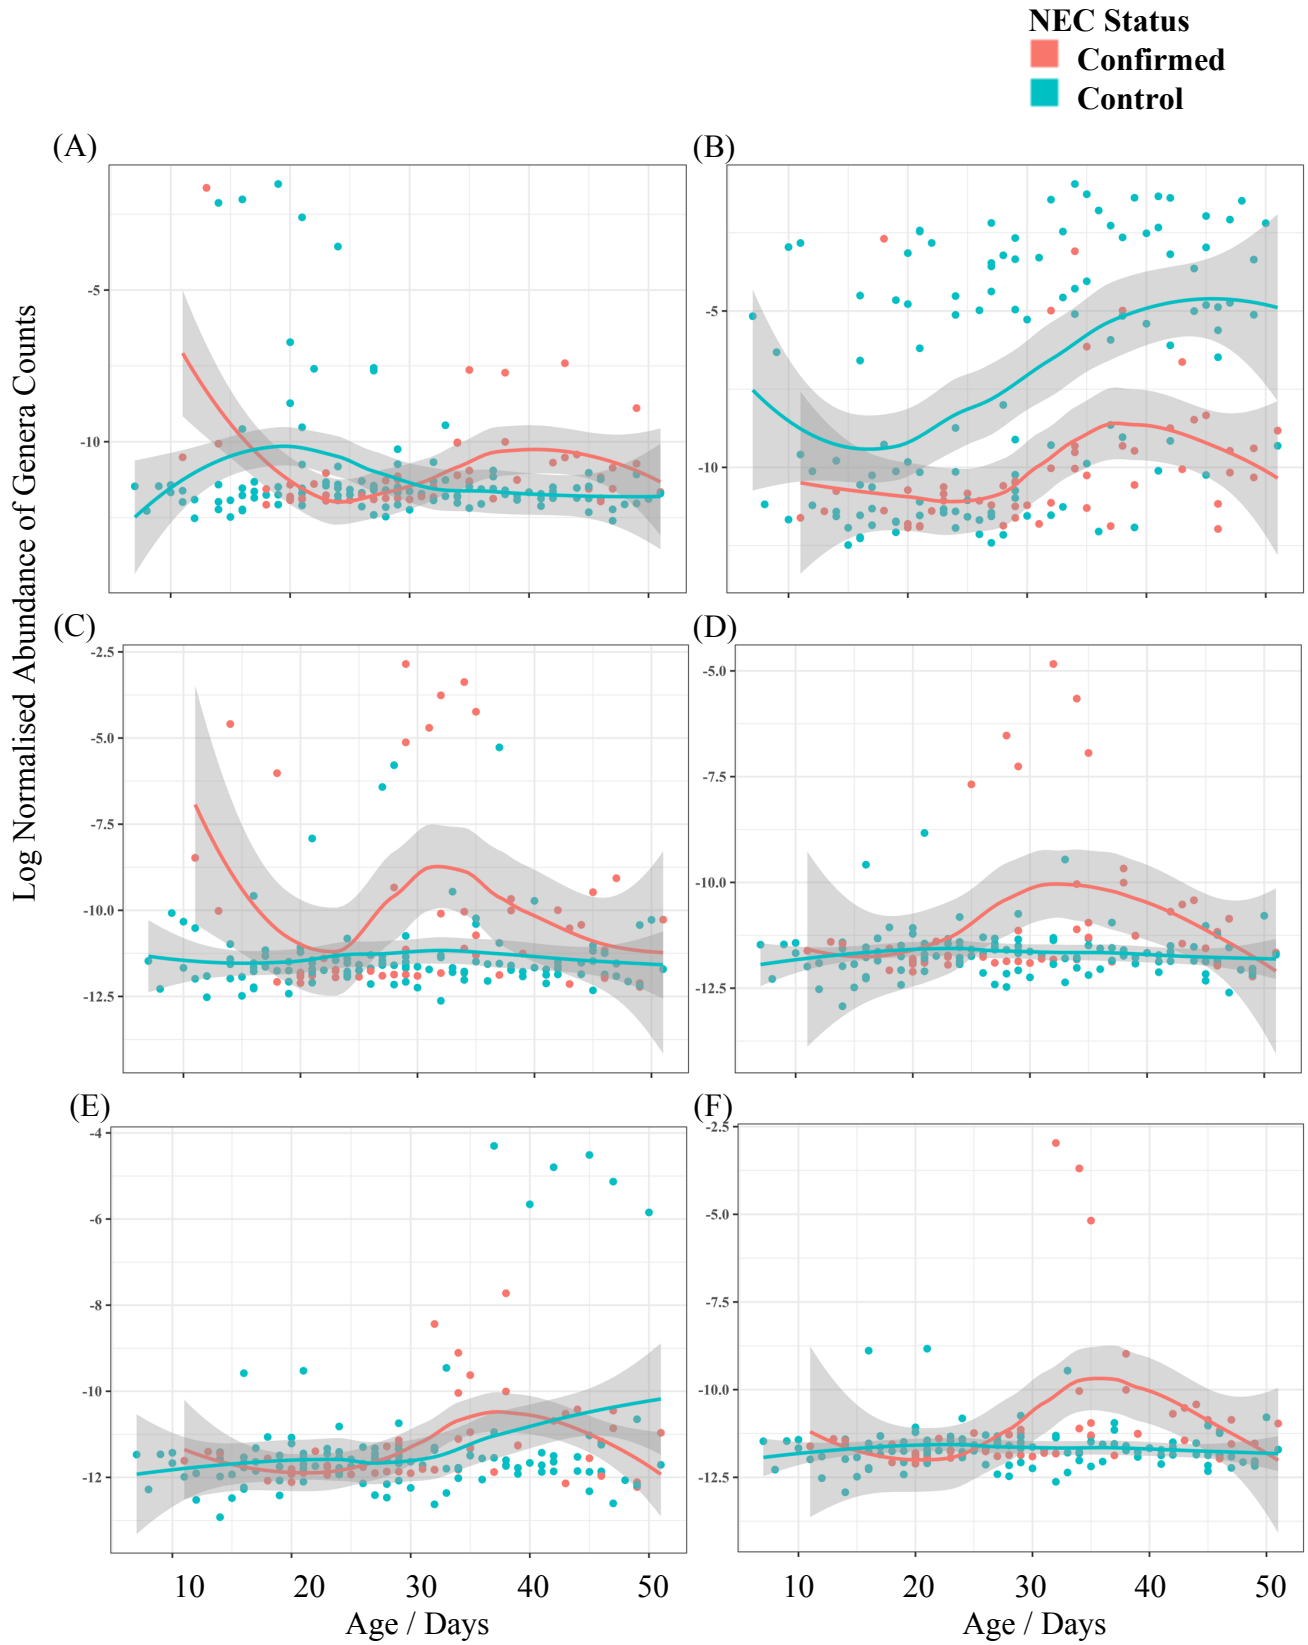 NEC Status
Confirmed
Control
(A)
(B)
Log Normalised Abundance of Genera Counts
-5
-10
-5
-10
(C)
(D)
-2.5
-5.0
-7.5
-10.0
-12.5
-5.0
-7.5
-10.0
-12.5
(E)
(F)
-4
-6
-8
-10
-12
-2.5
-5.0
-7.5
-10.0
-12.5
10 20 30 40 50
10 20 30 40 50
Age / Days
Age / Days